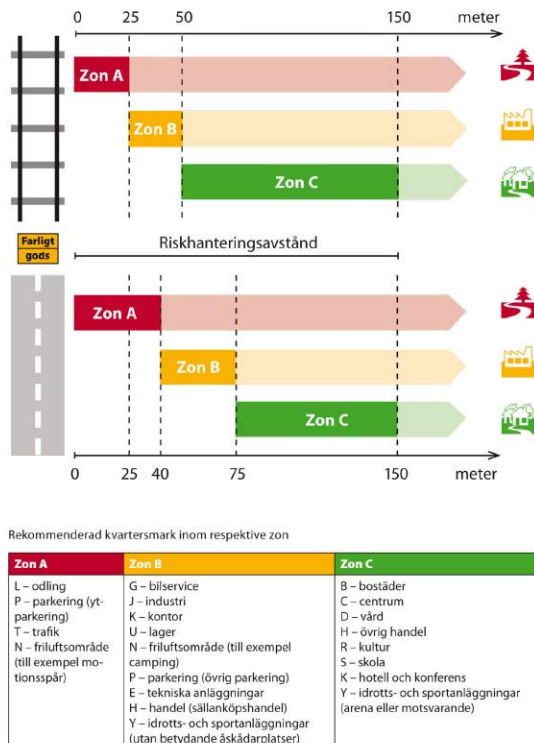 0 25 50 150 meter
Zon A
Zon B
Zon C
Farligt
gods
Riskhanteringsavstånd
Zon A
Zon B
Zon C
0 25 40 75 150 meter
Rekommenderad kvartersmark inom respektive zon
Zon A
L – odling
P – parkering (yt-
parkering)
T – trafik
N – friluftsområde
(till exempel mo-
tionsspår)
Zon B
G – bilservice
J – industri
K – kontor
U – lager
N – friluftsområde (till exempel
camping)
P – parkering (övrig parkering)
E – tekniska anläggningar
H – handel (sällanköpshandel)
Y – idrotts- och sportanläggningar
(utan betydande åskådarplatser)
Zon C
B – bostäder
C – centrum
D – vård
H – övrig handel
R – kultur
S – skola
K – hotell och konferens
Y – idrotts- och sportanläggningar
(arena eller motsvarande)